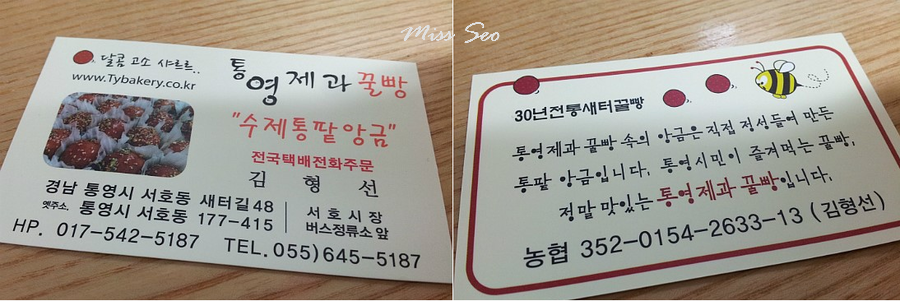 Miss Seo
달콤 고소 샤르르..
www.Tybakery.co.kr
통영제과 꿀빵
"수제통팥앙금"
전국택배전화주문
김 형 선
경남 통영시 서호동 새터길48
옛주소. 통영시 서호동 177-415
서호시장
버스정류소 앞
HP. 017-542-5187 TEL. 055)645-5187
30년전통새터꿀빵
통영제과 꿀빵 속의 앙금은 직접 정성들여 만든
통팥 앙금입니다. 통영시민이 즐겨먹는 꿀빵,
정말 맛있는 통영제과 꿀빵입니다.
농협 352-0154-2633-13 (김형선)